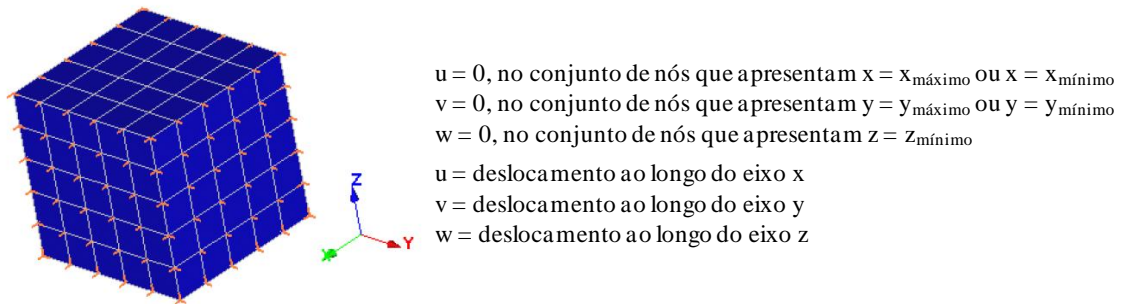 u = 0, no conjunto de nós que apresentam x = xmáximo ou x = xmínimo
v = 0, no conjunto de nós que apresentam y = ymáximo ou y = ymínimo
w = 0, no conjunto de nós que apresentam z = zmínimo
u = deslocamento ao longo do eixo x
v = deslocamento ao longo do eixo y
w = deslocamento ao longo do eixo z
Z
X
Y